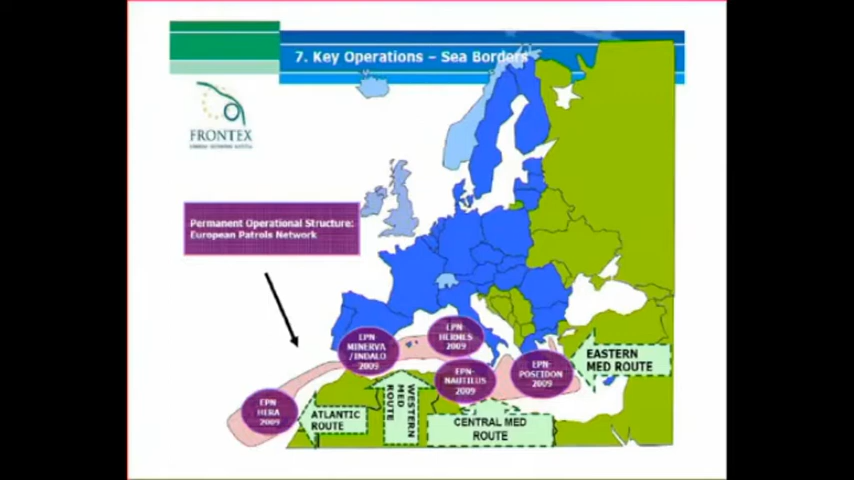 7. Key Operations – Sea Borders
FRONTEX
Permanent Operational Structure:
European Patrols Network
EPN
HERMES
2009
EPN
MINERVA
/INDALO
2009
EPN-
NAUTILUS
2009
EPN-
POSEIDON
2009
EASTERN
MED ROUTE
EPN
HERA
2009
ATLANTIC
ROUTE
WESTERN
MED
ROUTE
CENTRAL MED
ROUTE